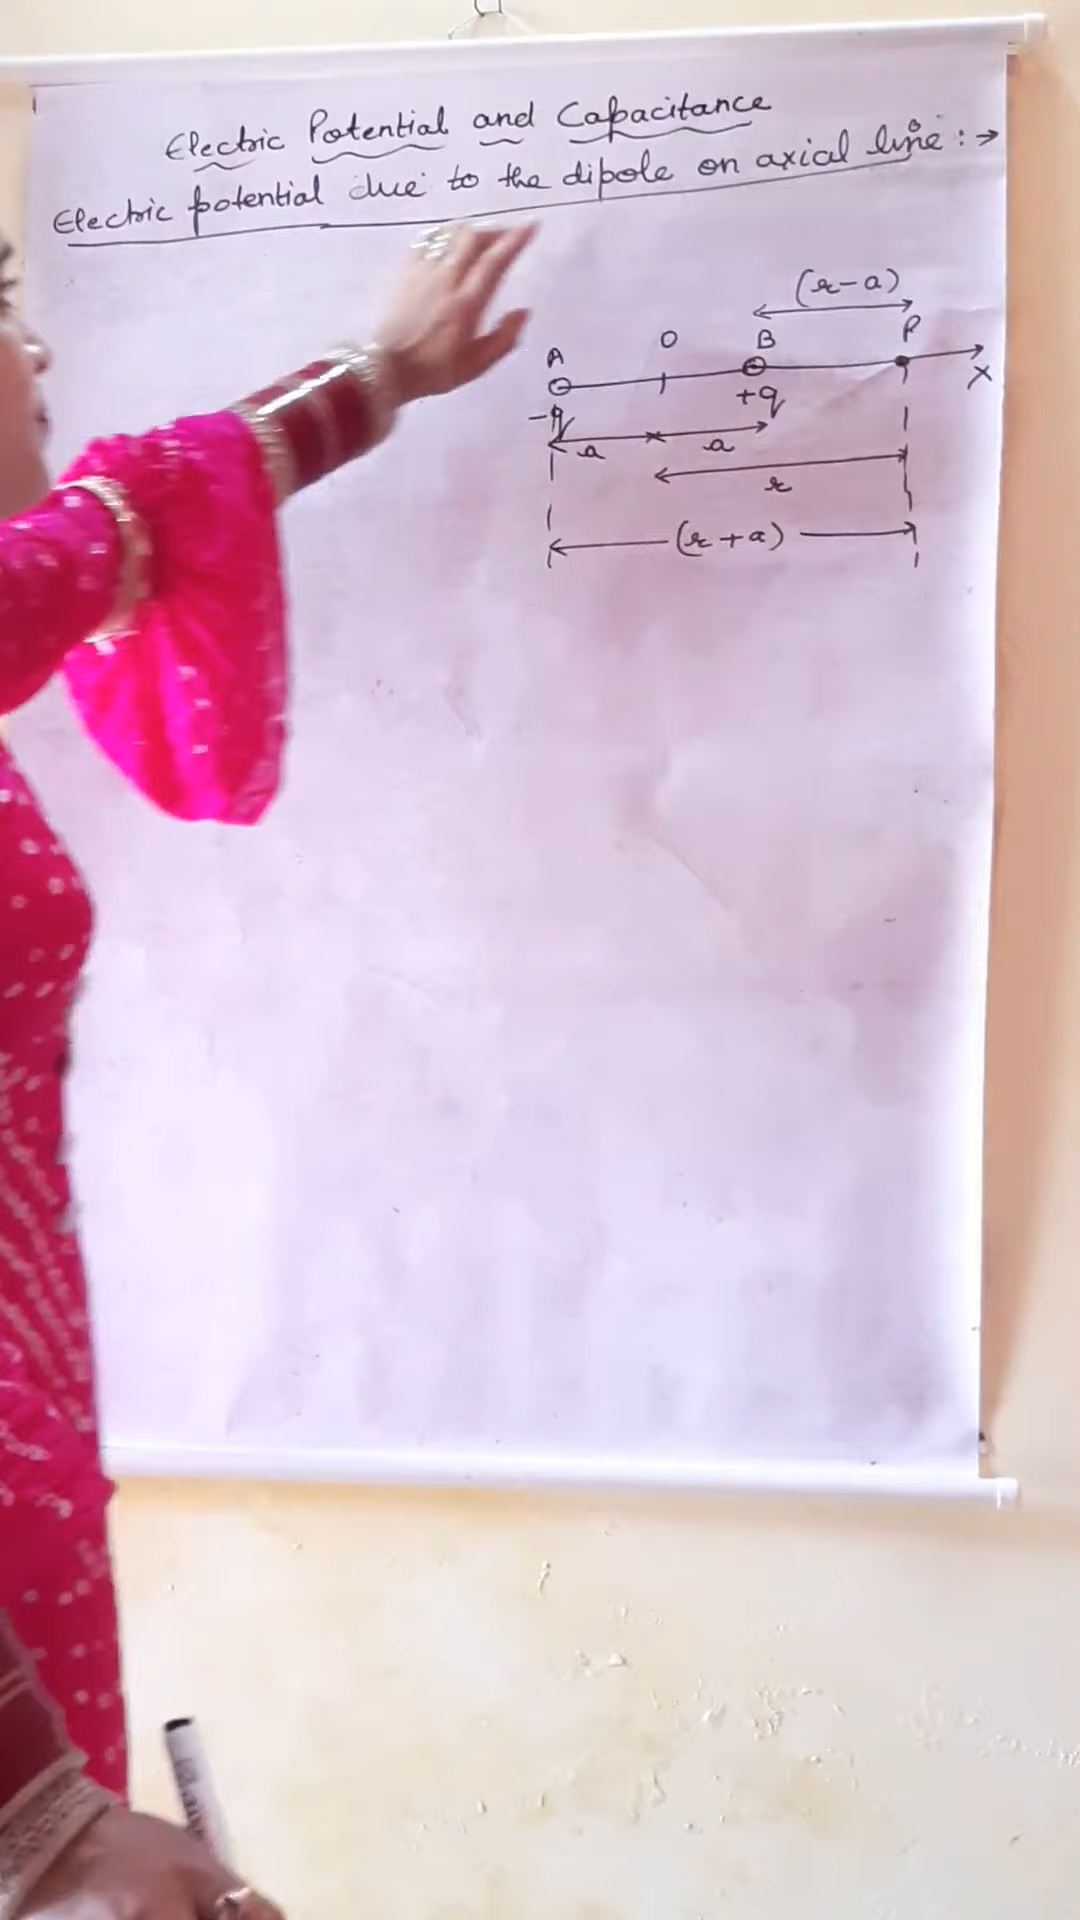 Electric Potential and Capacitance
Electric potential due to the dipole on axial line :→
(r-a)
A O B P
X
-q +q
a a
r
(r+a)